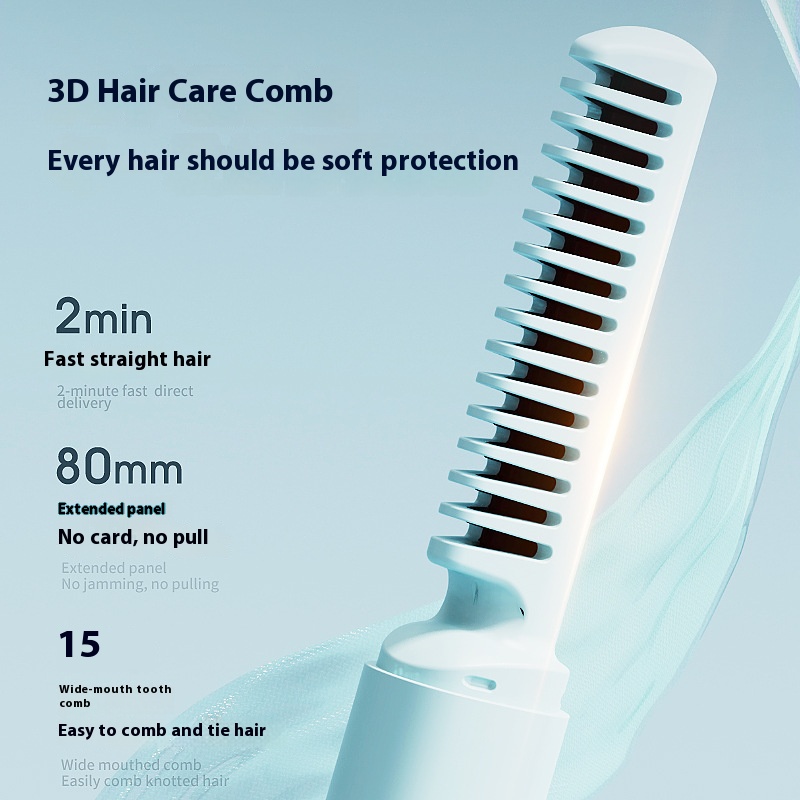 3D Hair Care Comb
Every hair should be soft protection
2min
Fast straight hair
2-minute fast direct
delivery
80mm
Extended panel
No card, no pull
Extended panel
No jamming, no pulling
15
Wide-mouth tooth
comb
Easy to comb and tie hair
Wide mouthed comb
Easily comb knotted hair